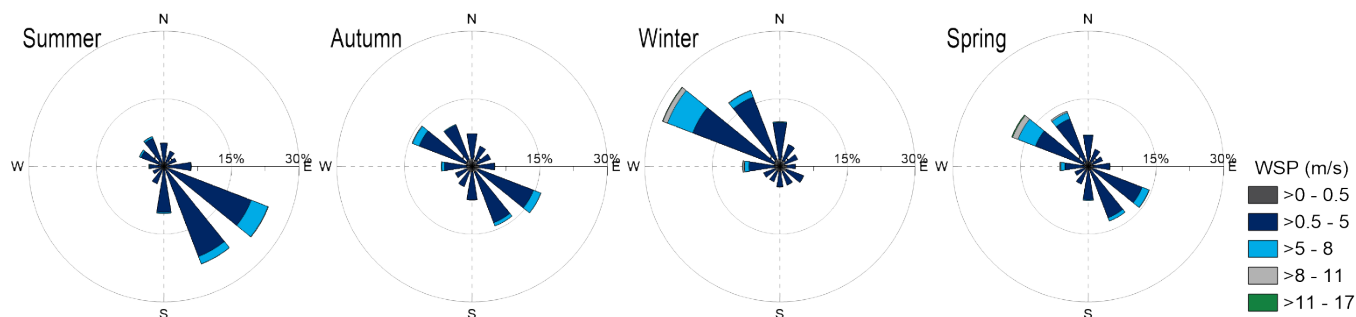 Summer
N
W
15%
30%
E
S
Autumn
N
W
15%
30%
E
S
Winter
N
W
15%
30%
E
S
Spring
N
W
15%
30%
E
S
WSP (m/s)
>0 - 0.5
>0.5 - 5
>5 - 8
>8 - 11
>11 - 17